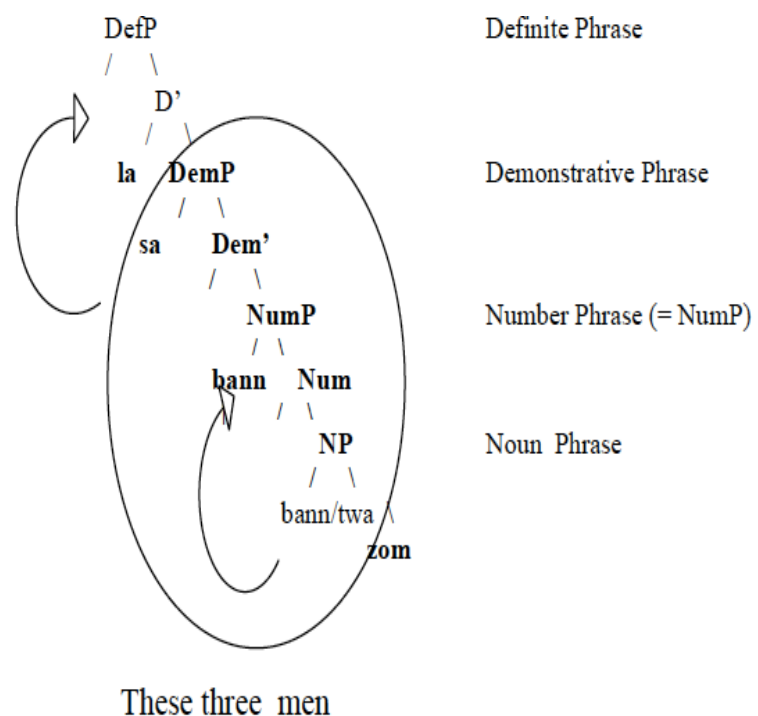 DefP Definite Phrase
D’
la DemP Demonstrative Phrase
sa Dem’
NumP Number Phrase (= NumP)
bann Num
NP Noun Phrase
bann/twa
zom
These three men